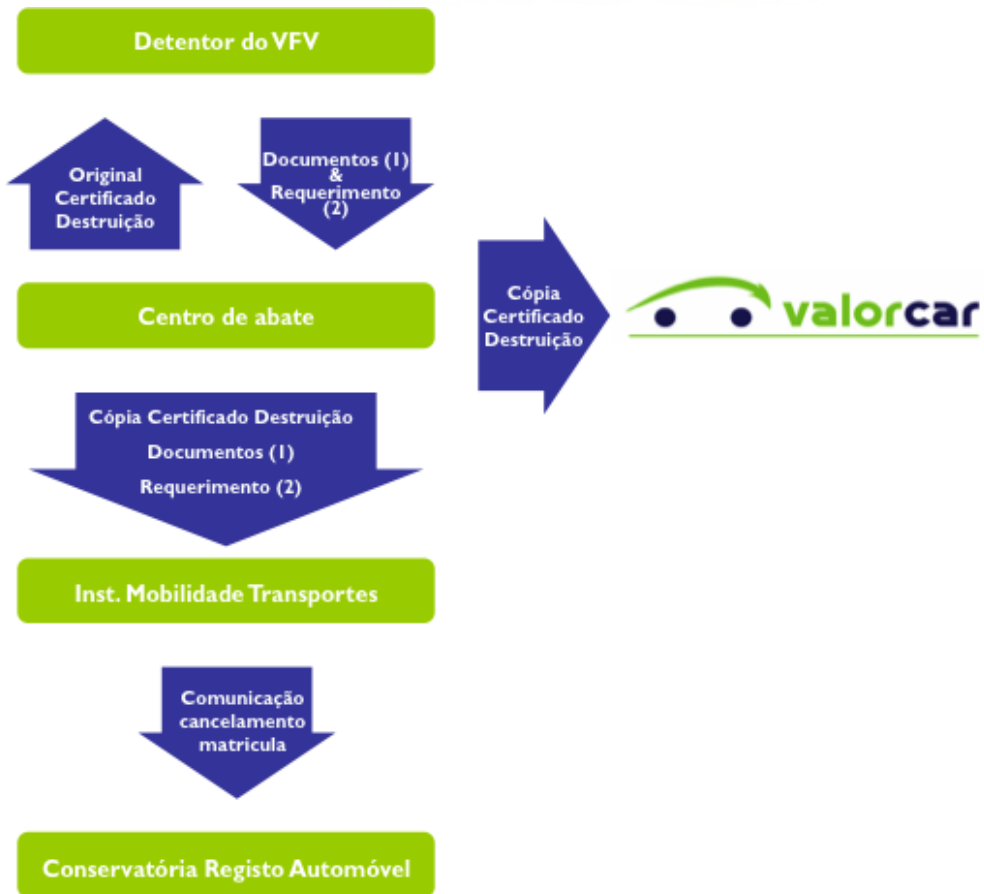 Detentor do VFV
Original
Certificado
Destruição
Documentos (1)
&
Requerimento
(2)
Cópia
Certificado
Destruição
valorcar
Centro de abate
Cópia Certificado Destruição
Documentos (1)
Requerimento (2)
Inst. Mobilidade Transportes
Comunicação
cancelamento
matricula
Conservatória Registo Automóvel